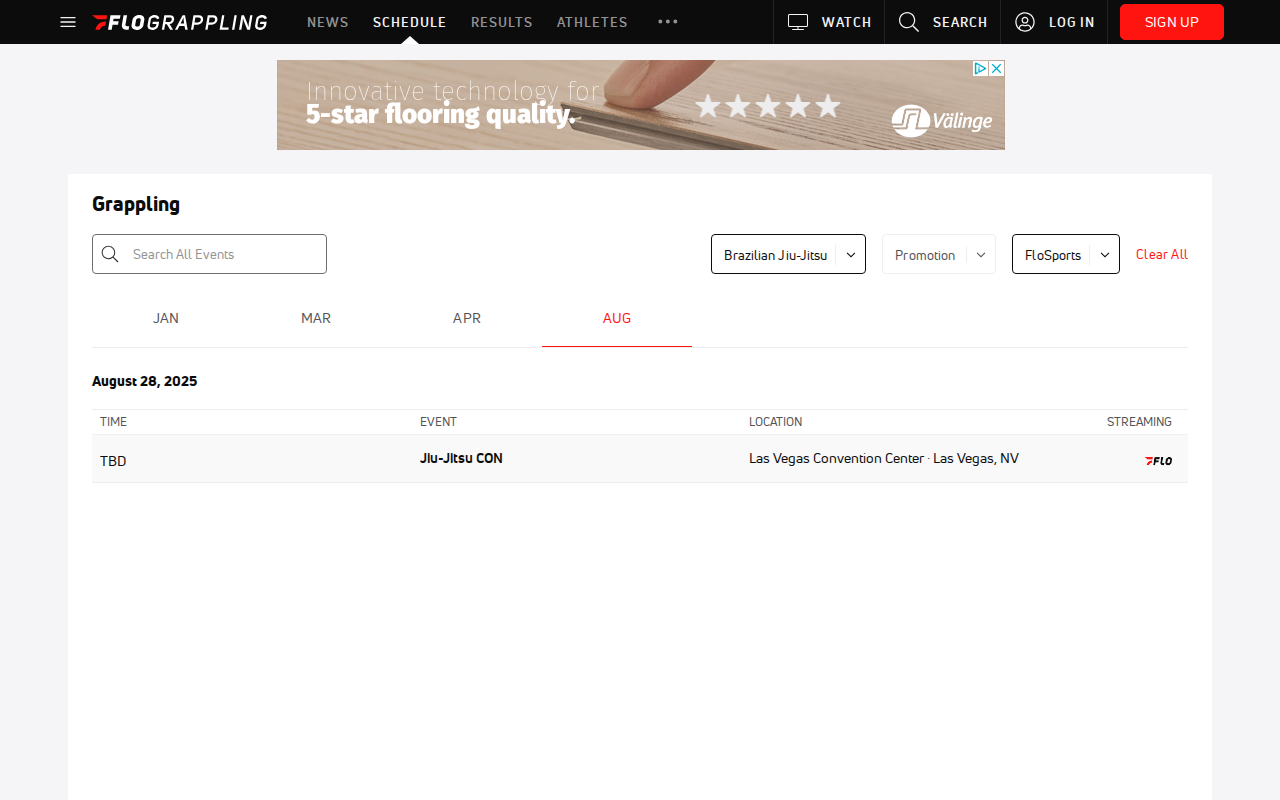 FLOGRAPPLING NEWS SCHEDULE RESULTS ATHLETES WATCH SEARCH LOG IN SIGN UP
Innovative technology for
5-star flooring quality.
Välinge
Grappling
Search All Events
Brazilian Jiu-Jitsu
Promotion
FloSports
Clear All
JAN MAR APR AUG
August 28, 2025
TIME EVENT LOCATION STREAMING
TBD Jiu-Jitsu CON Las Vegas Convention Center · Las Vegas, NV FLO